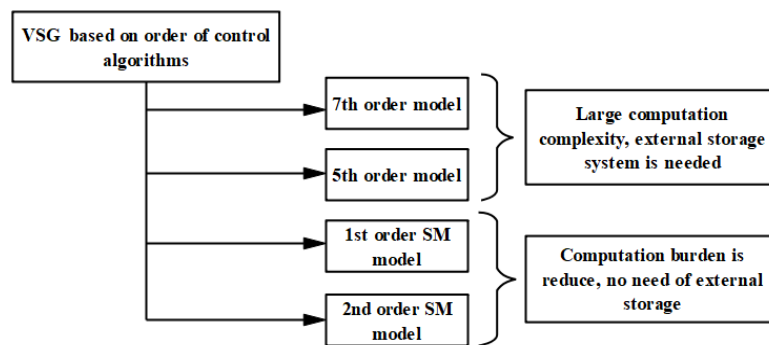 VSG based on order of control
algorithms
7th order model
5th order model
Large computation
complexity, external storage
system is needed
1st order SM
model
2nd order SM
model
Computation burden is
reduce, no need of external
storage